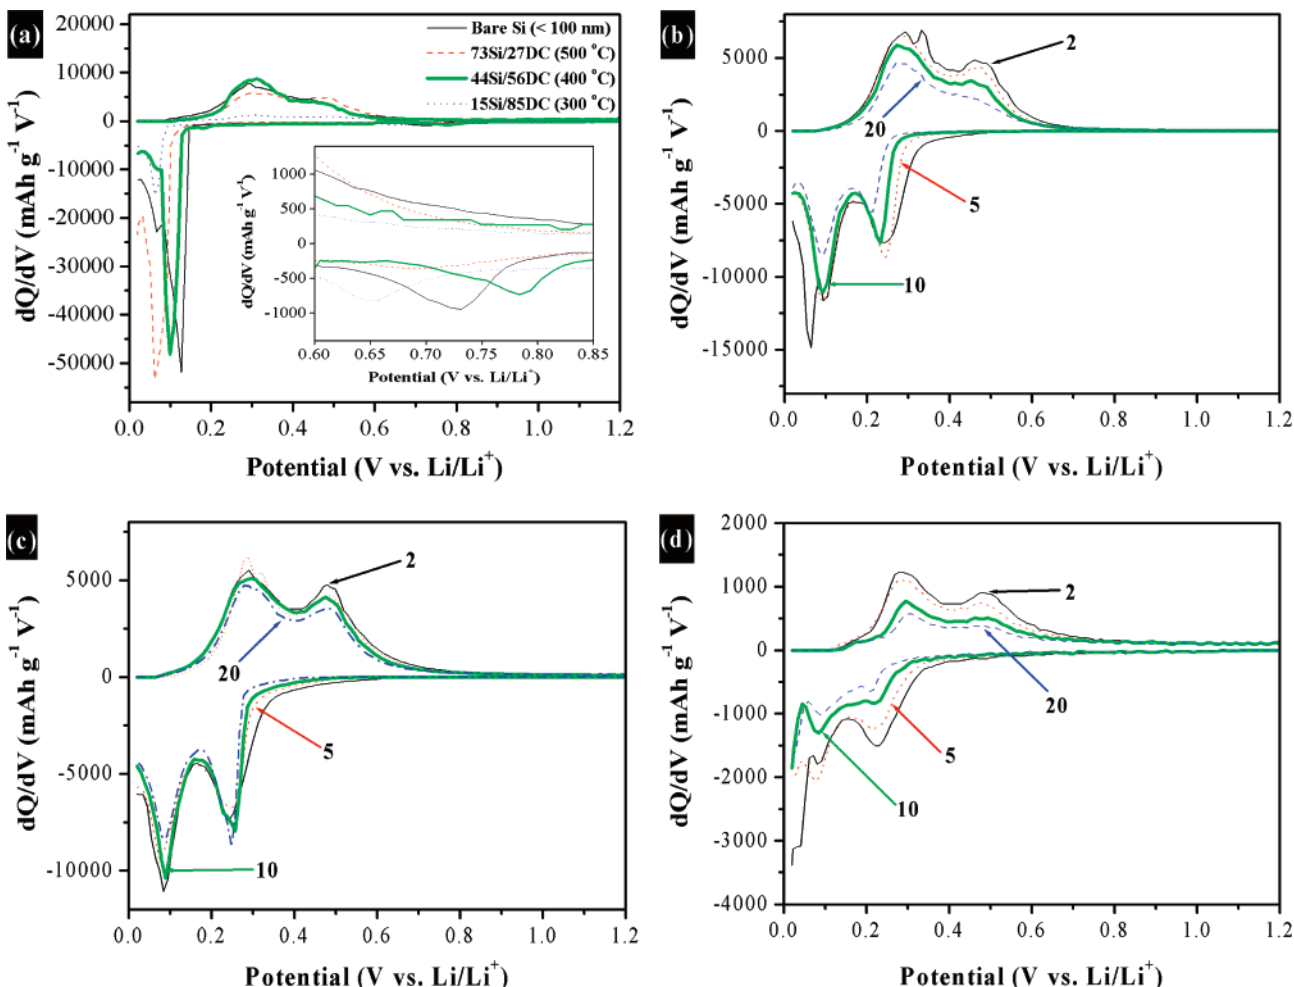 (a)
dQ/dV (mAh g⁻¹ V⁻¹)
20000
10000
0
-10000
-20000
-30000
-40000
-50000
Bare Si (< 100 nm)
73Si/27DC (500 °C)
44Si/56DC (400 °C)
15Si/85DC (300 °C)
dQ/dV (mAh g⁻¹ V⁻¹)
1000
500
0
-500
-1000
0.60 0.65 0.70 0.75 0.80 0.85
Potential (V vs. Li/Li⁺)
0.0 0.2 0.4 0.6 0.8 1.0 1.2
Potential (V vs. Li/Li⁺)
(b)
dQ/dV (mAh g⁻¹ V⁻¹)
5000
0
-5000
-10000
-15000
2
20
5
10
0.0 0.2 0.4 0.6 0.8 1.0 1.2
Potential (V vs. Li/Li⁺)
(c)
dQ/dV (mAh g⁻¹ V⁻¹)
5000
0
-5000
-10000
2
20
5
10
0.0 0.2 0.4 0.6 0.8 1.0 1.2
Potential (V vs. Li/Li⁺)
(d)
dQ/dV (mAh g⁻¹ V⁻¹)
2000
1000
0
-1000
-2000
-3000
-4000
2
20
5
10
0.0 0.2 0.4 0.6 0.8 1.0 1.2
Potential (V vs. Li/Li⁺)